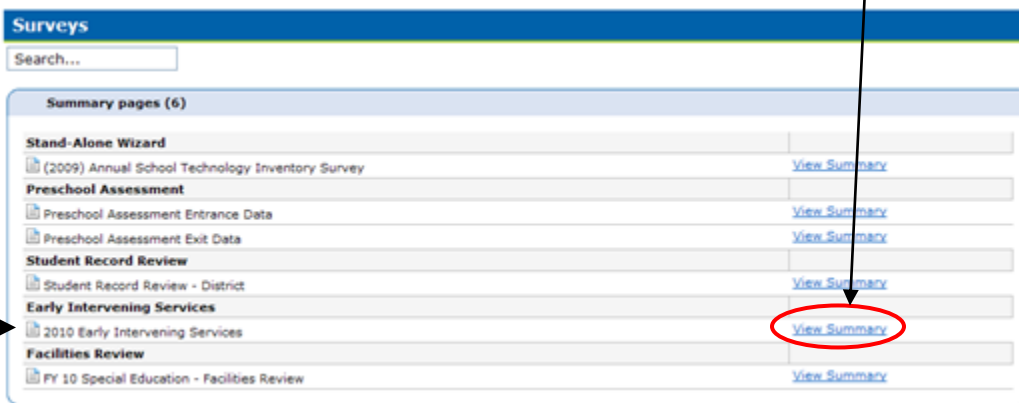 Surveys
Search...
Summary pages (6)
Stand-Alone Wizard
(2009) Annual School Technology Inventory Survey View Summary
Preschool Assessment
Preschool Assessment Entrance Data View Summary
Preschool Assessment Exit Data View Summary
Student Record Review
Student Record Review - District View Summary
Early Intervening Services
2010 Early Intervening Services View Summary
Facilities Review
FY 10 Special Education - Facilities Review View Summary